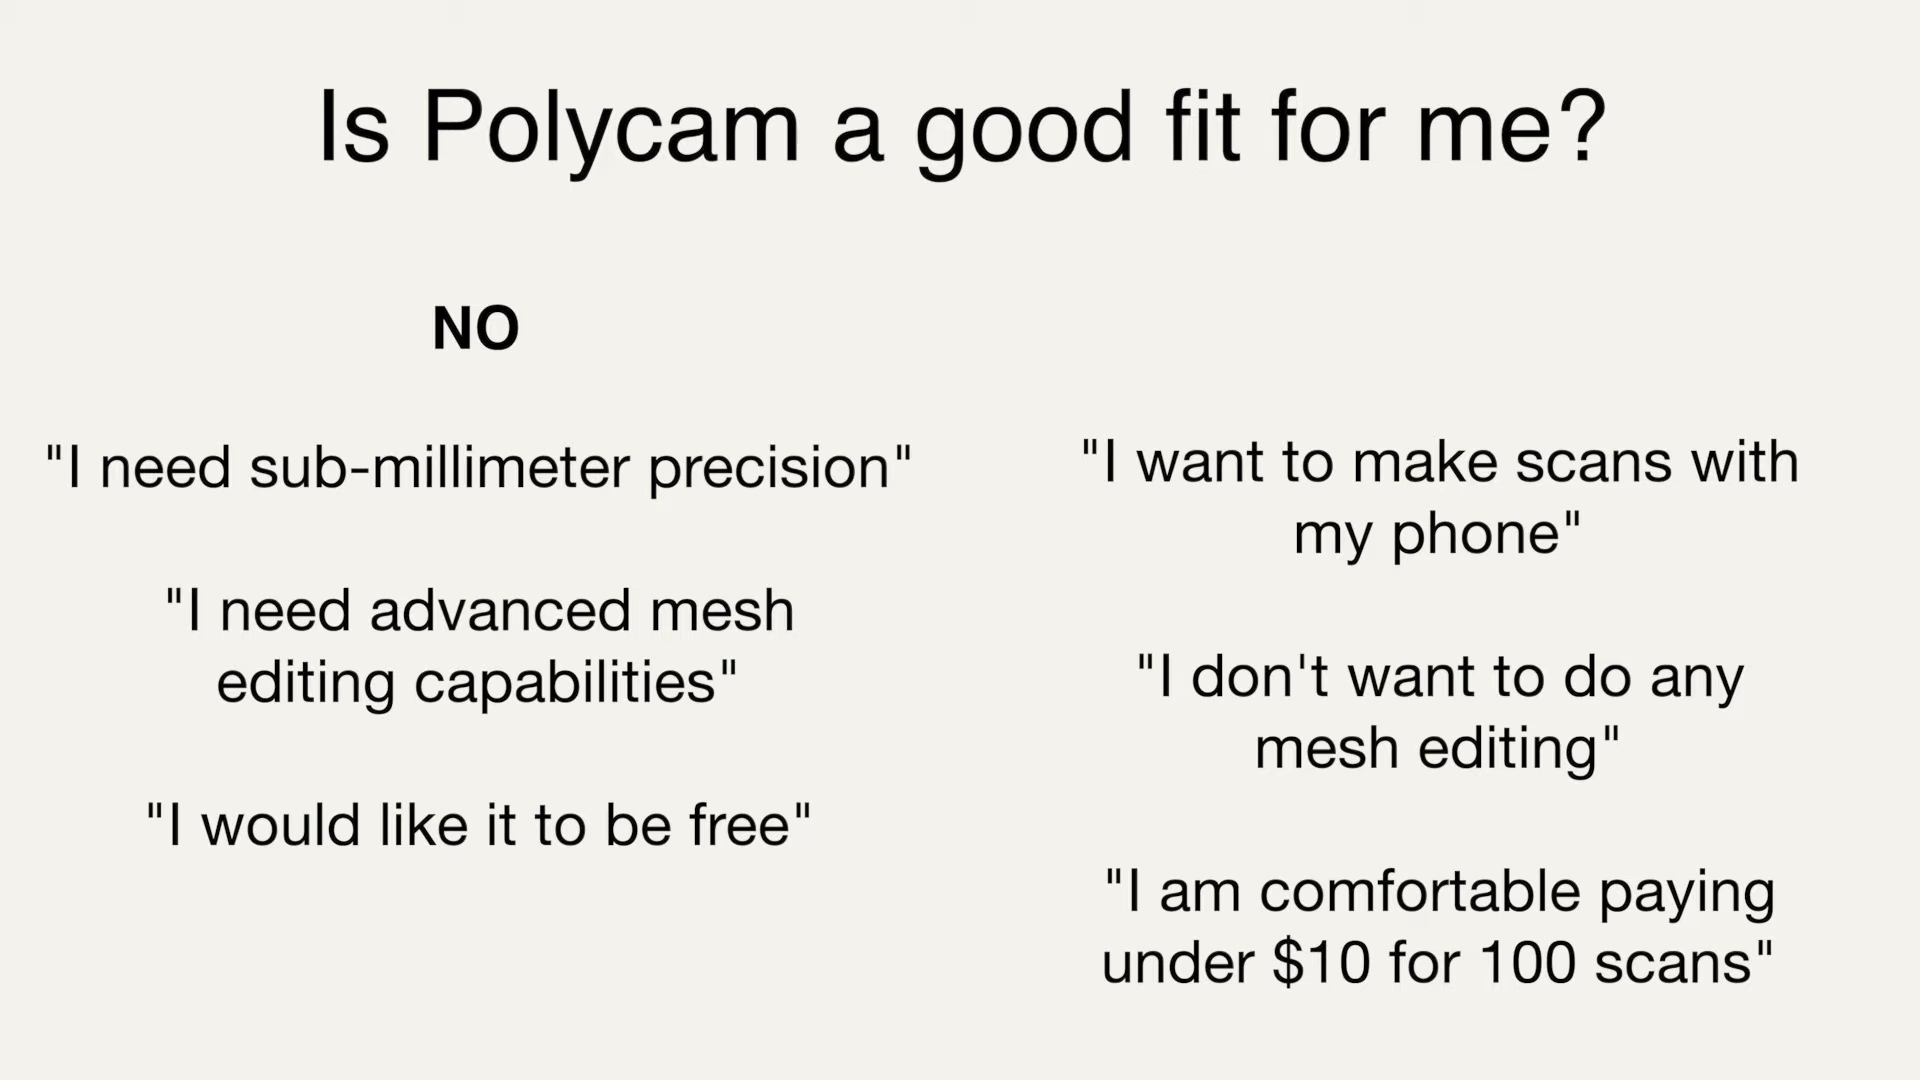 Is Polycam a good fit for me?
NO
"I need sub-millimeter precision"
"I need advanced mesh
editing capabilities"
"I would like it to be free"
"I want to make scans with
my phone"
"I don't want to do any
mesh editing"
"I am comfortable paying
under $10 for 100 scans"